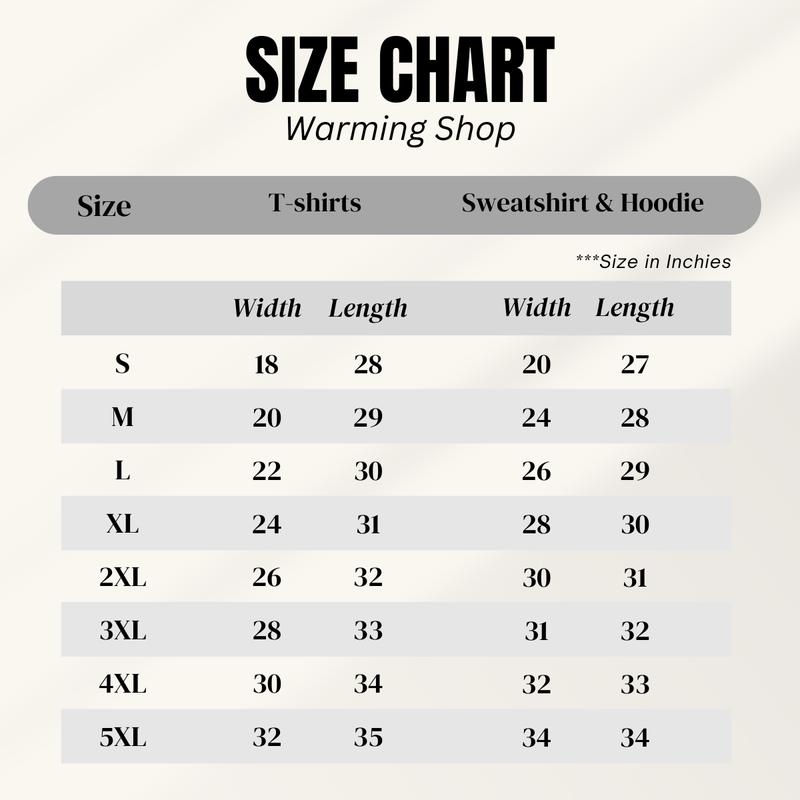 SIZE CHART
Warming Shop
Size T-shirts Sweatshirt & Hoodie
***Size in Inchies
Width Length Width Length
S 18 28 20 27
M 20 29 24 28
L 22 30 26 29
XL 24 31 28 30
2XL 26 32 30 31
3XL 28 33 31 32
4XL 30 34 32 33
5XL 32 35 34 34